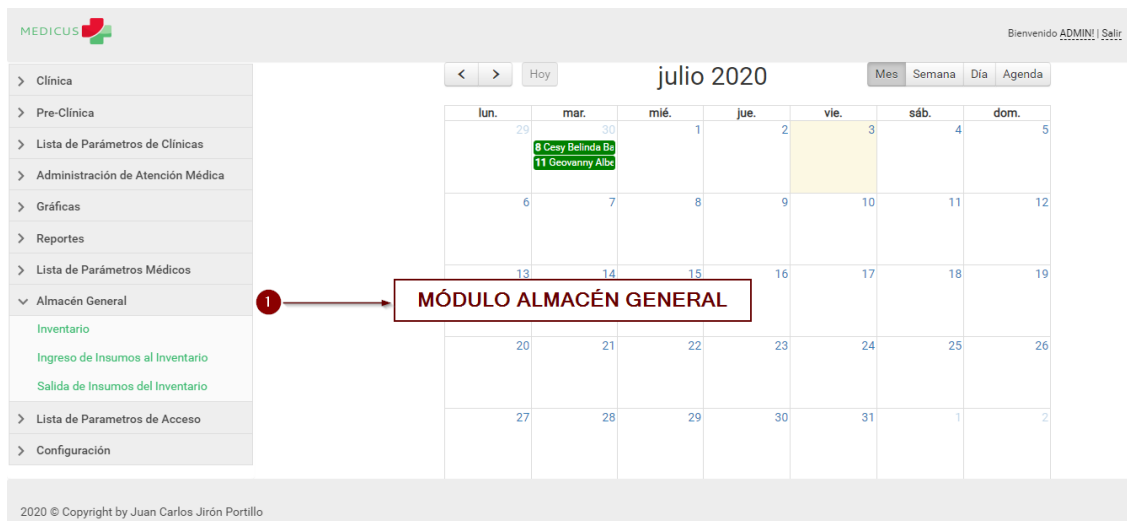 MEDICUS
Bienvenido ADMIN! | Salir
Clínica
Pre-Clínica
Lista de Parámetros de Clínicas
Administración de Atención Médica
Gráficas
Reportes
Lista de Parámetros Médicos
Almacén General
Inventario
Ingreso de Insumos al Inventario
Salida de Insumos del Inventario
Lista de Parametros de Acceso
Configuración
1
MÓDULO ALMACÉN GENERAL
Hoy
julio 2020
Mes Semana Día Agenda
lun. mar. mié. jue. vie. sáb. dom.
29 30 1 2 3 4 5
8 Cesy Belinda Ba
11 Geovanny Albe
6 7 8 9 10 11 12
13 14 15 16 17 18 19
20 21 22 23 24 25 26
27 28 29 30 31 1 2
2020 © Copyright by Juan Carlos Jirón Portillo